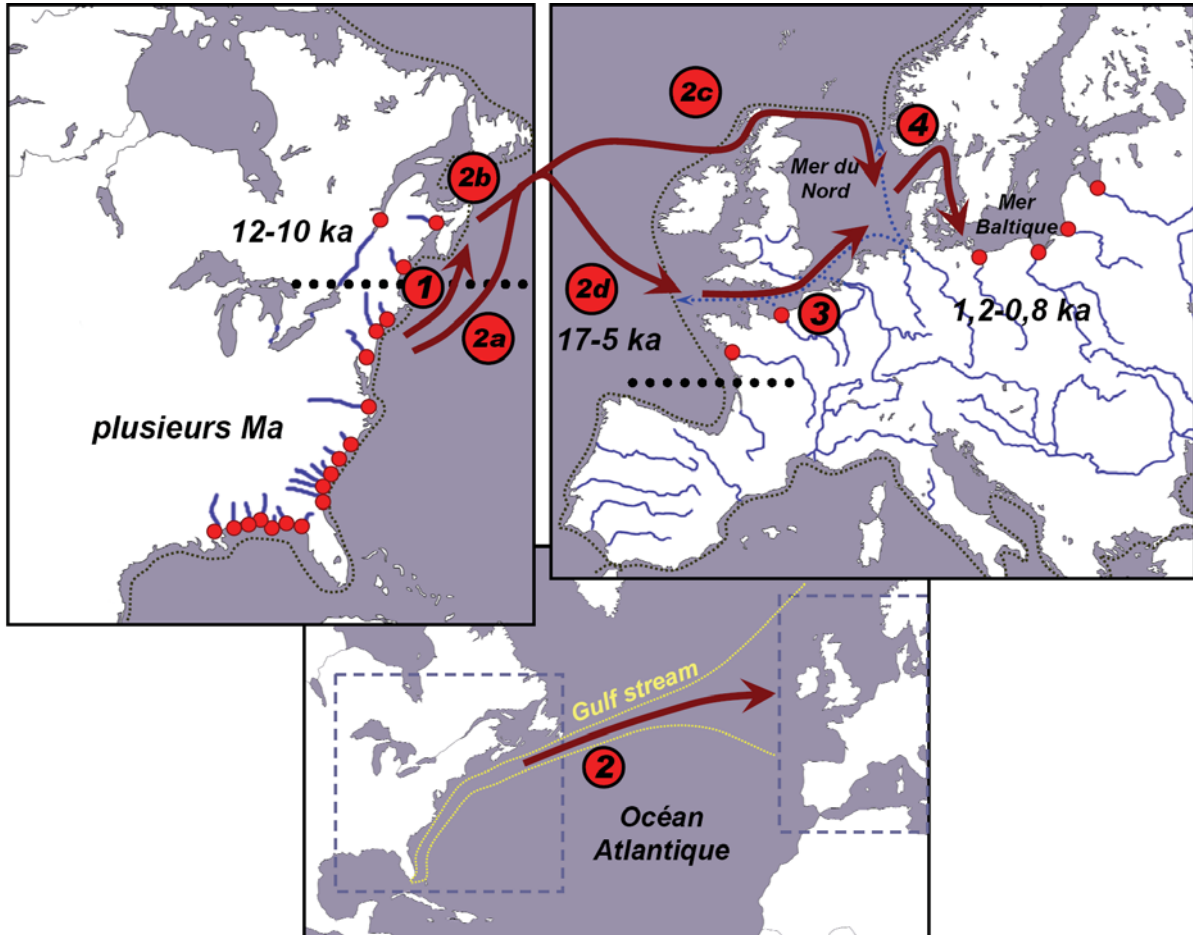 2c
4
2b
Mer du
Nord
Mer
Baltique
12-10 ka
1
2d
3
1,2-0,8 ka
2a
17-5 ka
plusieurs Ma
Gulf stream
2
Océan
Atlantique